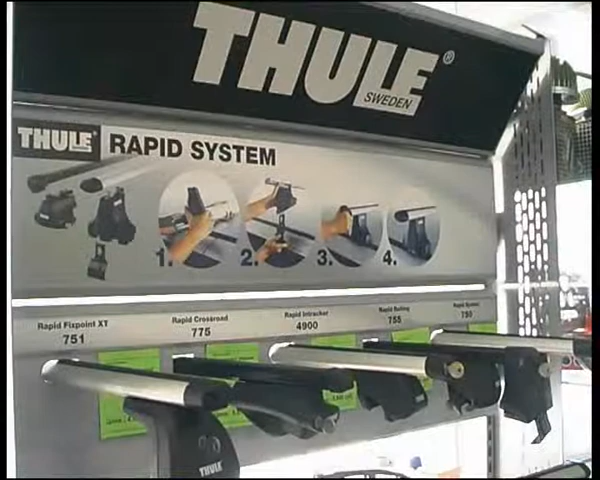 THULE®
SWEDEN
THULE® RAPID SYSTEM
1. 2. 3. 4.
Rapid Fixpoint XT
751
Rapid Crossroad
775
Rapid Intracker
4900
Rapid Railing
755
Rapid System
750
THULE